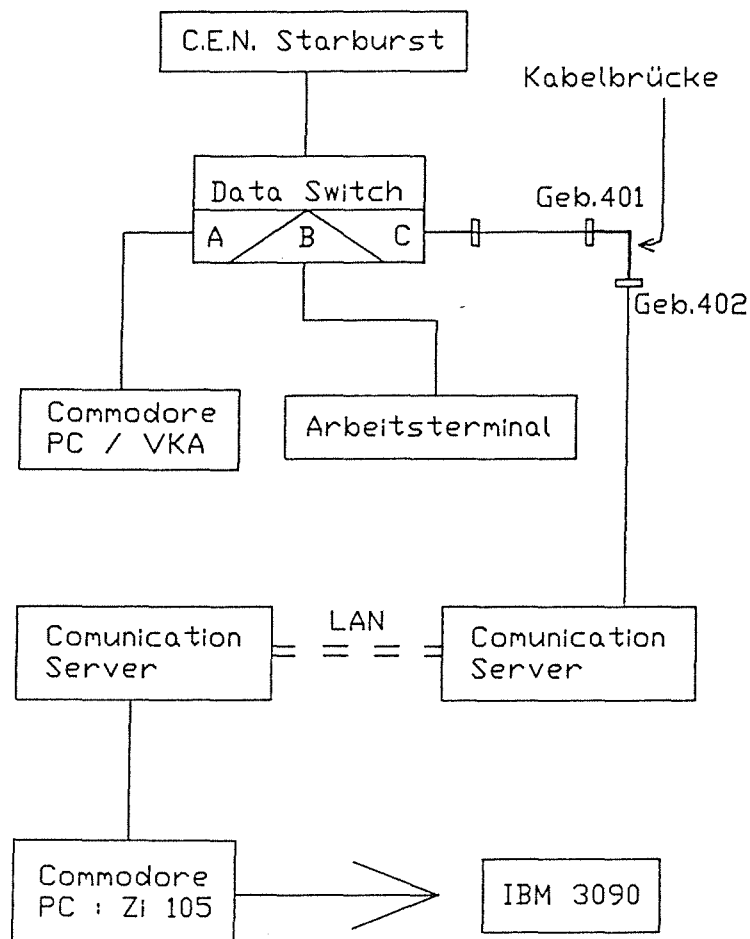 C.E.N. Starburst
Kabelbrücke
Data Switch
A B C
Geb.401
Geb.402
Commodore
PC / VKA
Arbeitsterminal
Comunication
Server
LAN
Comunication
Server
Commodore
PC : Zi 105
IBM 3090